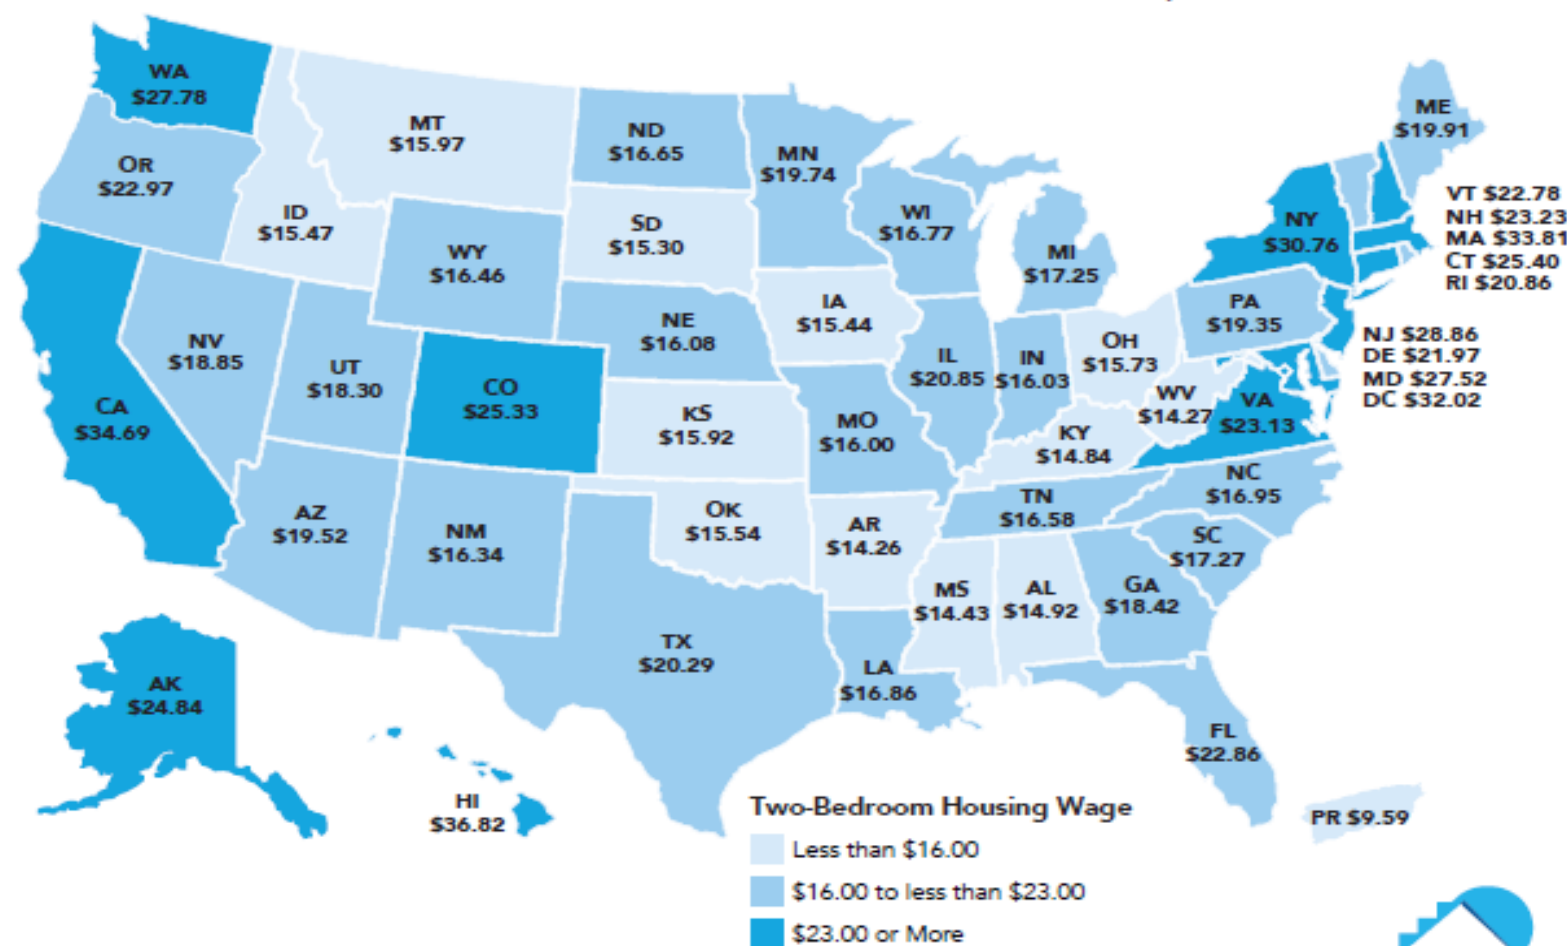 WA
$27.78
MT
$15.97
ND
$16.65
MN
$19.74
ME
$19.91
OR
$22.97
ID
$15.47
SD
$15.30
WI
$16.77
MI
$17.25
NY
$30.76
VT $22.78
NH $23.23
MA $33.81
CT $25.40
RI $20.86
WY
$16.46
IA
$15.44
NE
$16.08
PA
$19.35
NJ $28.86
DE $21.97
MD $27.52
DC $32.02
NV
$18.85
UT
$18.30
CO
$25.33
IL
$20.85
IN
$16.03
OH
$15.73
WV
$14.27
VA
$23.13
CA
$34.69
KS
$15.92
MO
$16.00
KY
$14.84
NC
$16.95
TN
$16.58
AZ
$19.52
NM
$16.34
OK
$15.54
AR
$14.26
SC
$17.27
MS
$14.43
AL
$14.92
GA
$18.42
TX
$20.29
LA
$16.86
AK
$24.84
FL
$22.86
HI
$36.82
PR $9.59
Two-Bedroom Housing Wage
Less than $16.00
$16.00 to less than $23.00
$23.00 or More